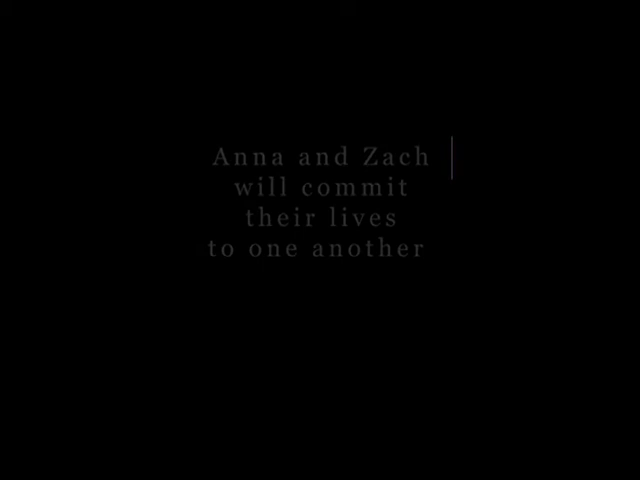 Anna and Zach
will commit
their lives
to one another